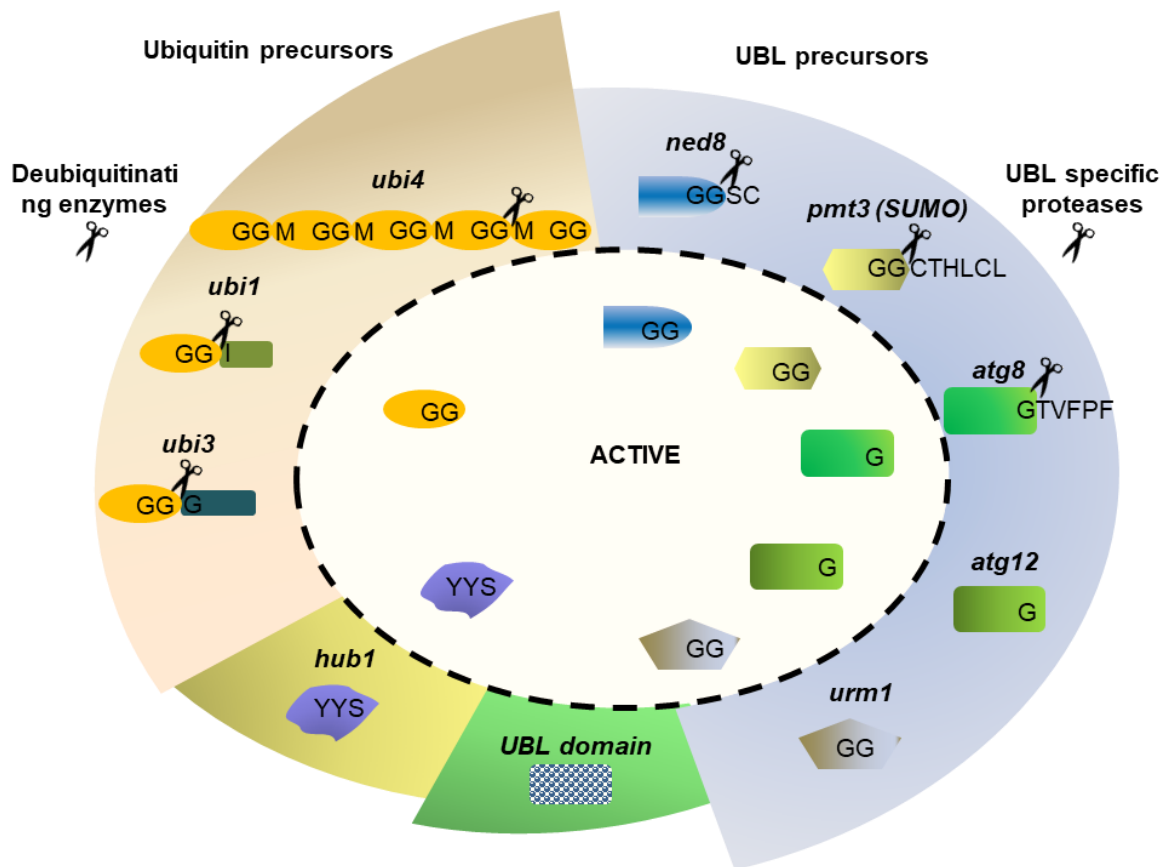 Ubiquitin precursors
UBL precursors
Deubiquitinati
ng enzymes
ubi4
GG M GG M GG M GG M GG
ubi1
GG I
ubi3
GG G
ned8
GGSC
pmt3 (SUMO)
GG CTHLCL
UBL specific
proteases
atg8
GTVFPF
atg12
G
urm1
GG
hub1
YYS
UBL domain
ACTIVE
GG
GG
GG
G
G
GG
YYS